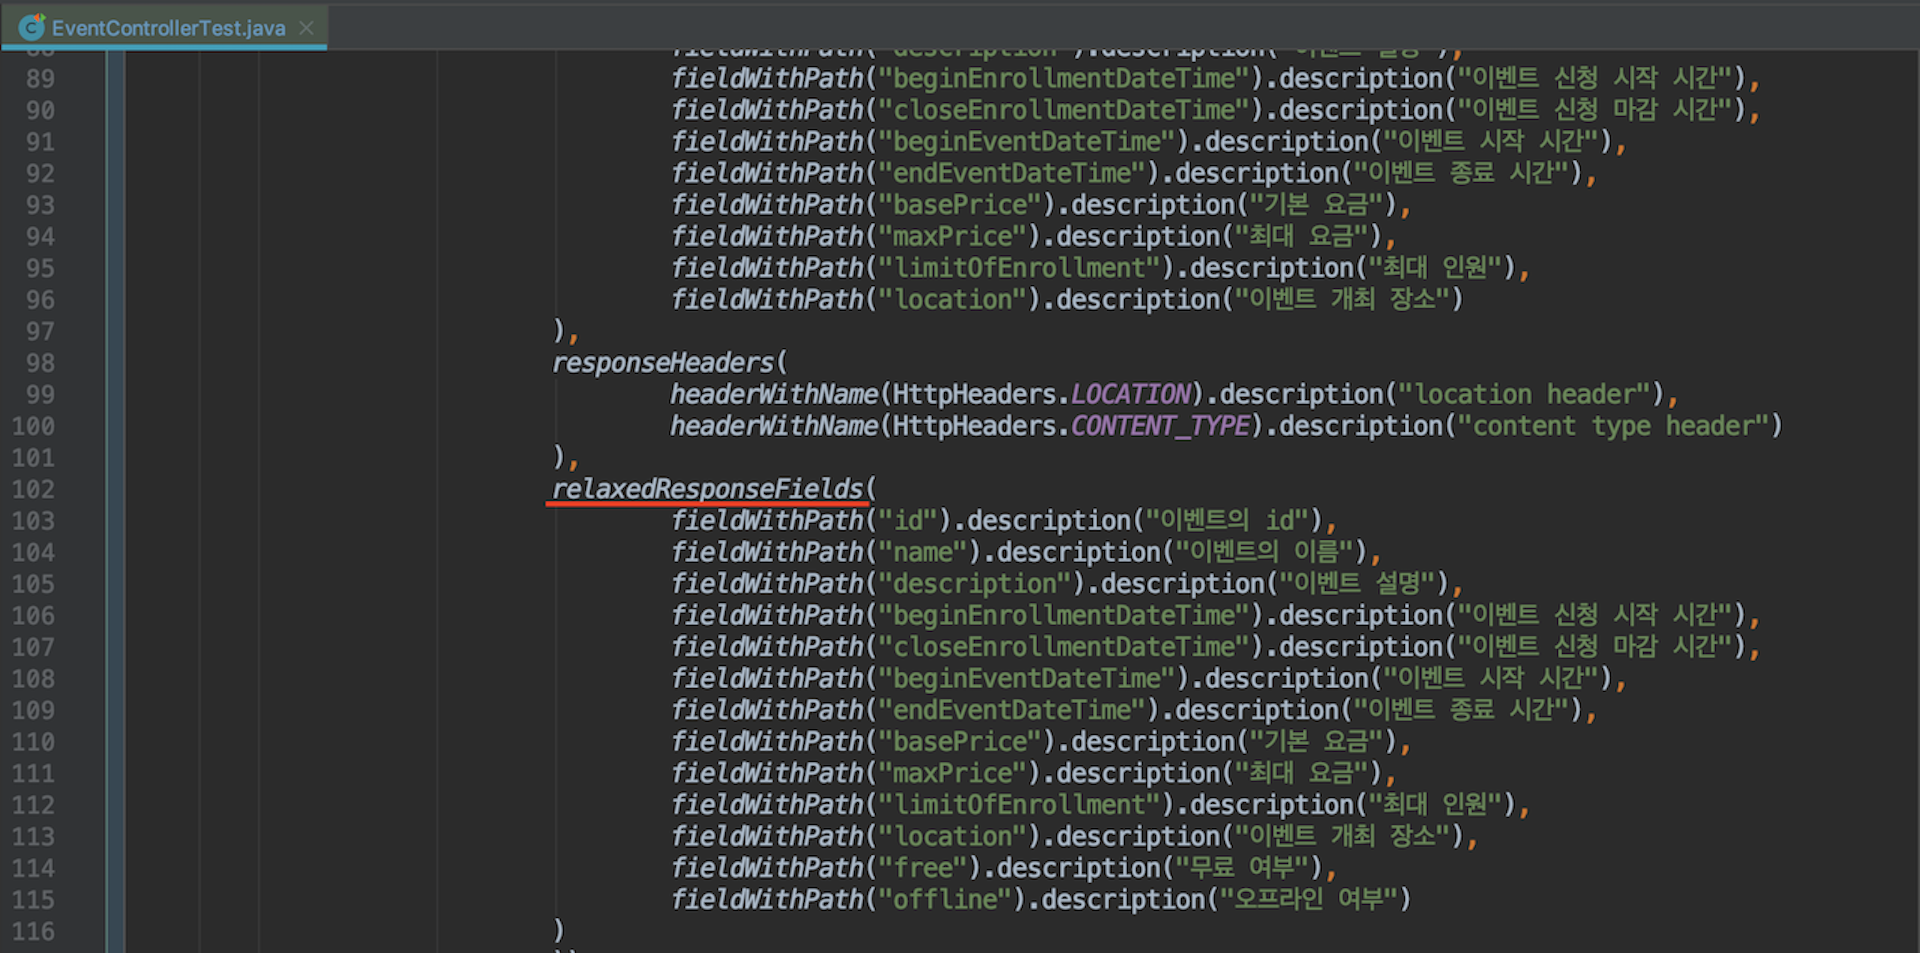 EventControllerTest.java
88 fieldWithPath("description").description("이벤트 설명"),
89 fieldWithPath("beginEnrollmentDateTime").description("이벤트 신청 시작 시간"),
90 fieldWithPath("closeEnrollmentDateTime").description("이벤트 신청 마감 시간"),
91 fieldWithPath("beginEventDateTime").description("이벤트 시작 시간"),
92 fieldWithPath("endEventDateTime").description("이벤트 종료 시간"),
93 fieldWithPath("basePrice").description("기본 요금"),
94 fieldWithPath("maxPrice").description("최대 요금"),
95 fieldWithPath("limitOfEnrollment").description("최대 인원"),
96 fieldWithPath("location").description("이벤트 개최 장소")
97 ),
98 responseHeaders(
99 headerWithName(HttpHeaders.LOCATION).description("location header"),
100 headerWithName(HttpHeaders.CONTENT_TYPE).description("content type header")
101 ),
102 relaxedResponseFields(
103 fieldWithPath("id").description("이벤트의 id"),
104 fieldWithPath("name").description("이벤트의 이름"),
105 fieldWithPath("description").description("이벤트 설명"),
106 fieldWithPath("beginEnrollmentDateTime").description("이벤트 신청 시작 시간"),
107 fieldWithPath("closeEnrollmentDateTime").description("이벤트 신청 마감 시간"),
108 fieldWithPath("beginEventDateTime").description("이벤트 시작 시간"),
109 fieldWithPath("endEventDateTime").description("이벤트 종료 시간"),
110 fieldWithPath("basePrice").description("기본 요금"),
111 fieldWithPath("maxPrice").description("최대 요금"),
112 fieldWithPath("limitOfEnrollment").description("최대 인원"),
113 fieldWithPath("location").description("이벤트 개최 장소"),
114 fieldWithPath("free").description("무료 여부"),
115 fieldWithPath("offline").description("오프라인 여부")
116 )